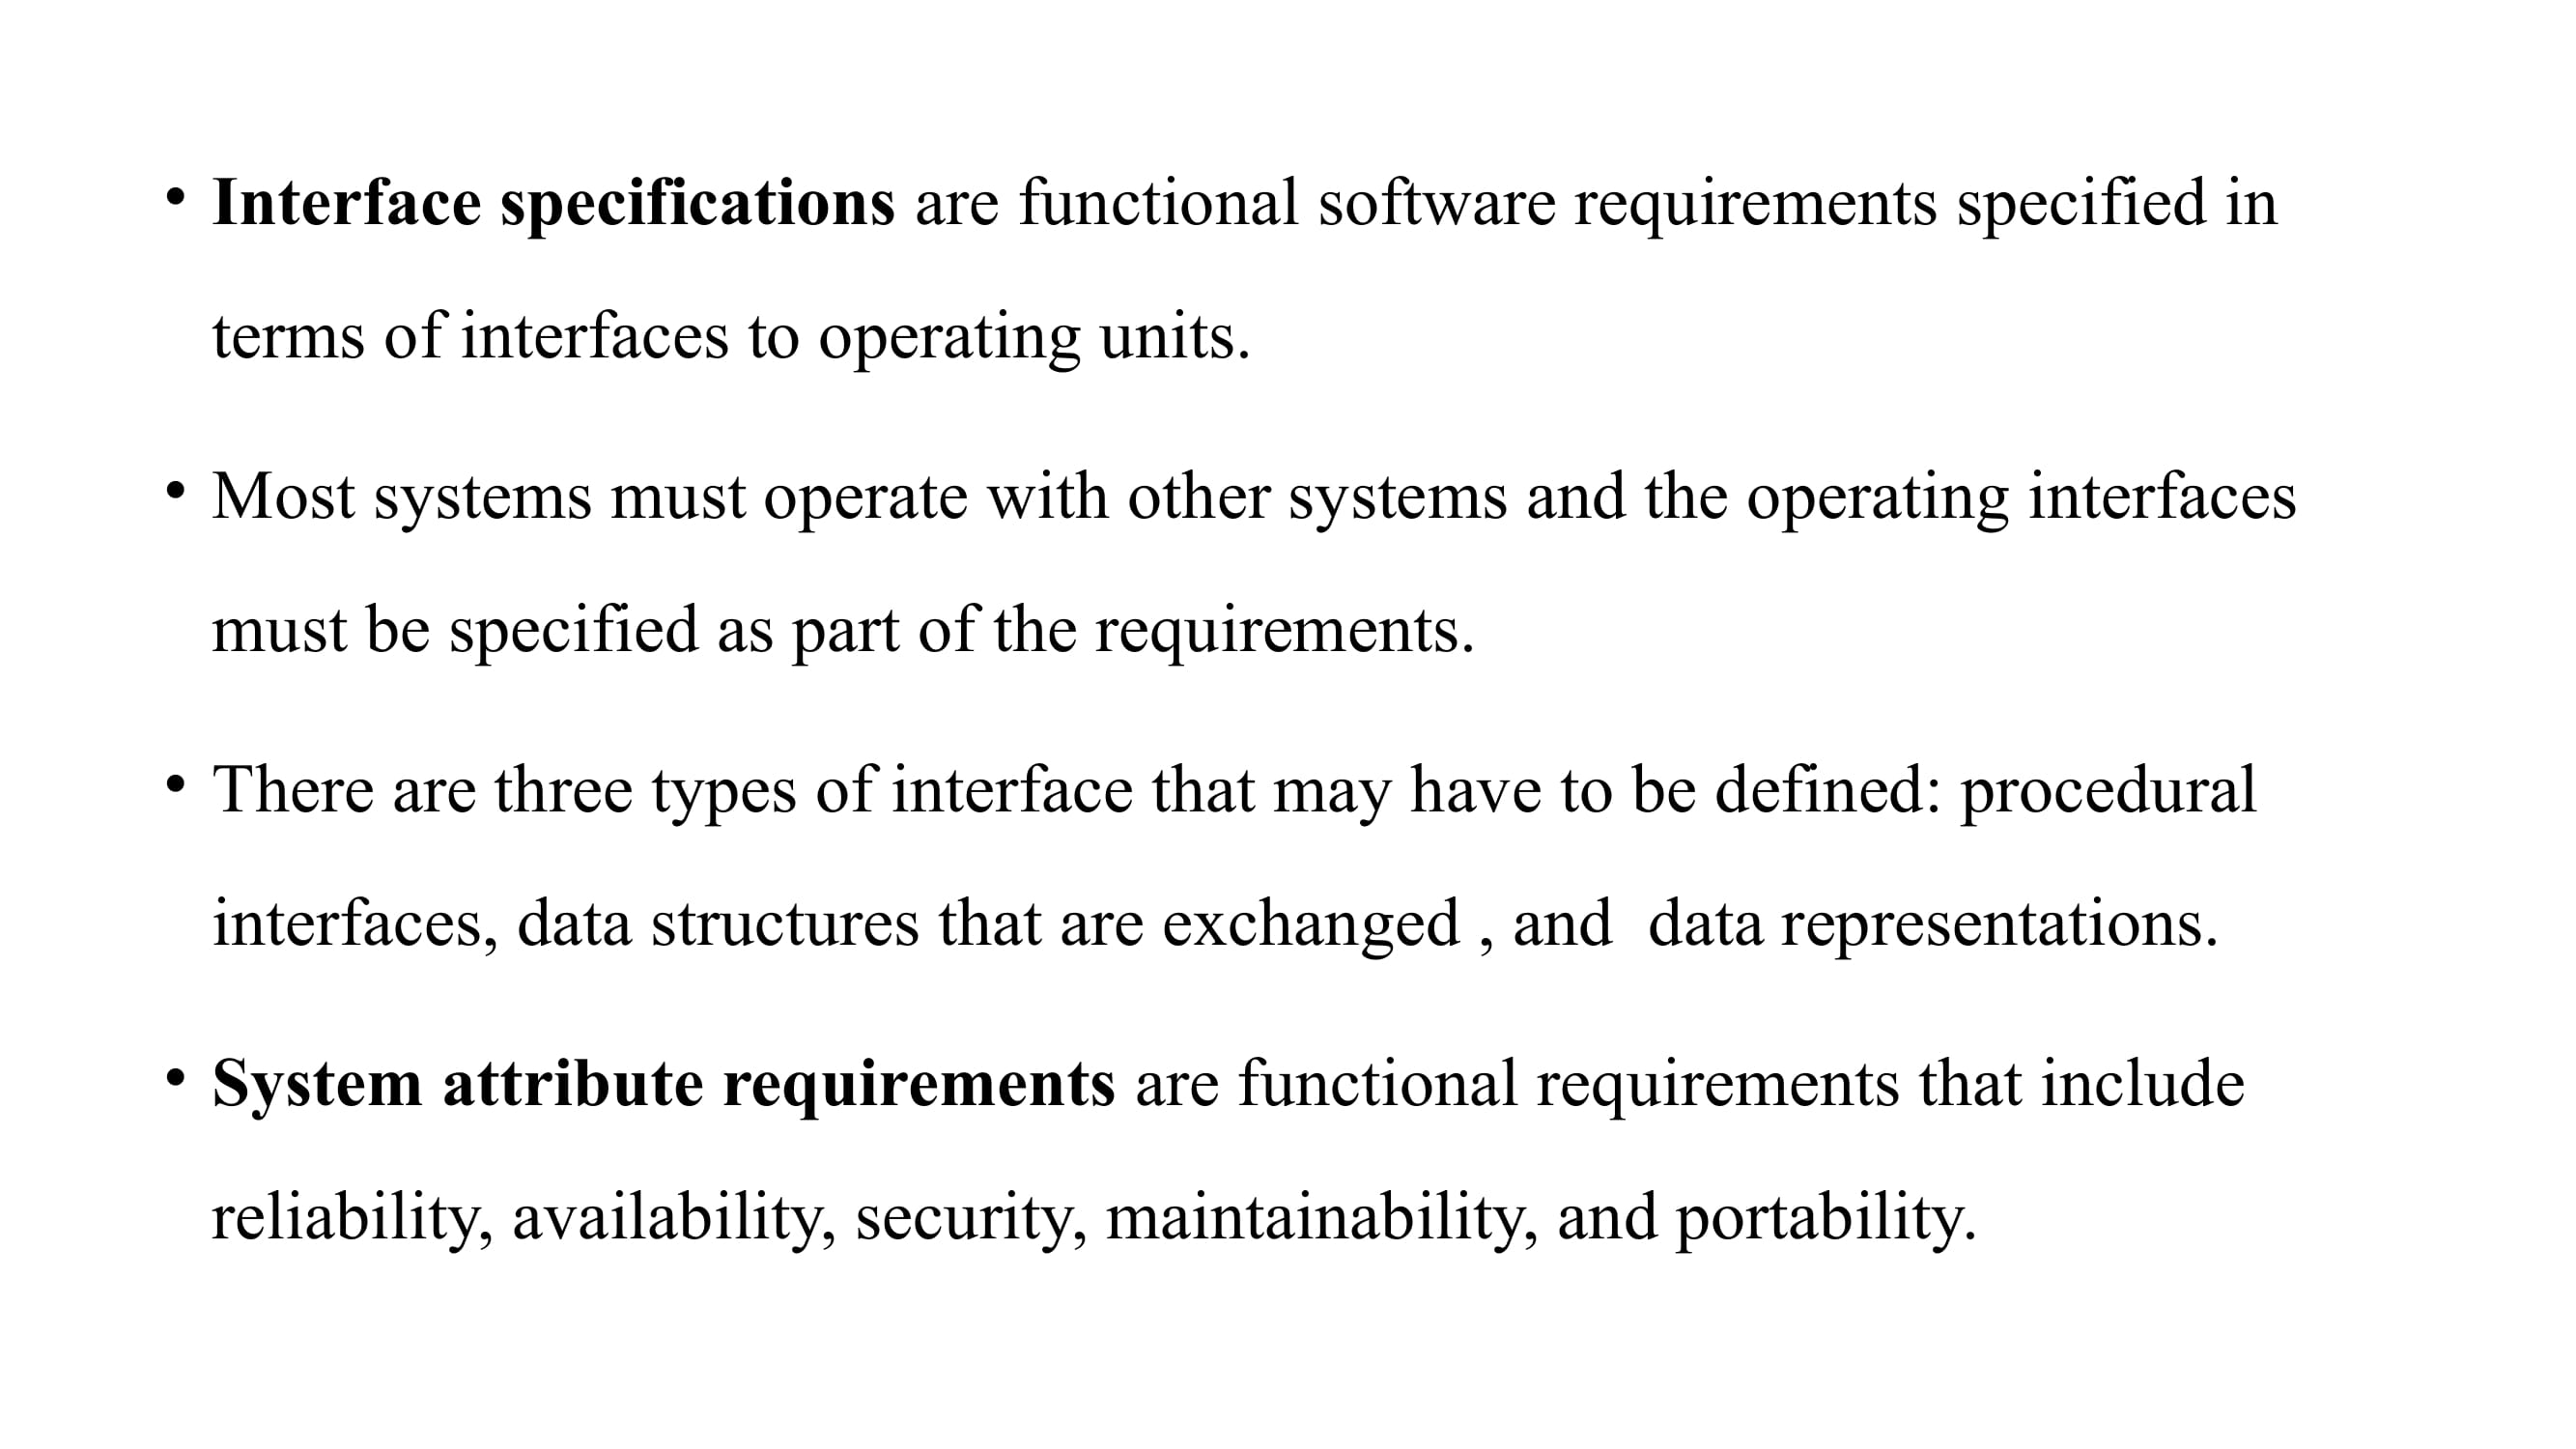 • Interface specifications are functional software requirements specified in
terms of interfaces to operating units.
• Most systems must operate with other systems and the operating interfaces
must be specified as part of the requirements.
• There are three types of interface that may have to be defined: procedural
interfaces, data structures that are exchanged , and  data representations.
• System attribute requirements are functional requirements that include
reliability, availability, security, maintainability, and portability.